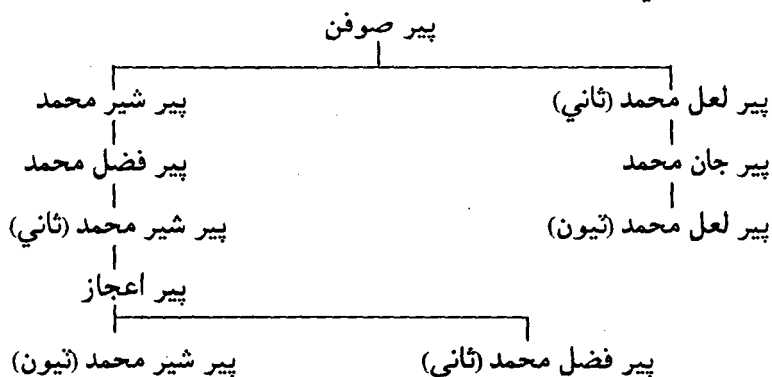 پير صوفن
پير لعل محمد (ثاني) پير شير محمد
پير جان محمد پير فضل محمد
پير لعل محمد (ٽيون) پير شير محمد (ثاني)
پير اعجاز
پير فضل محمد (ثاني) پير شير محمد (ٽيون)